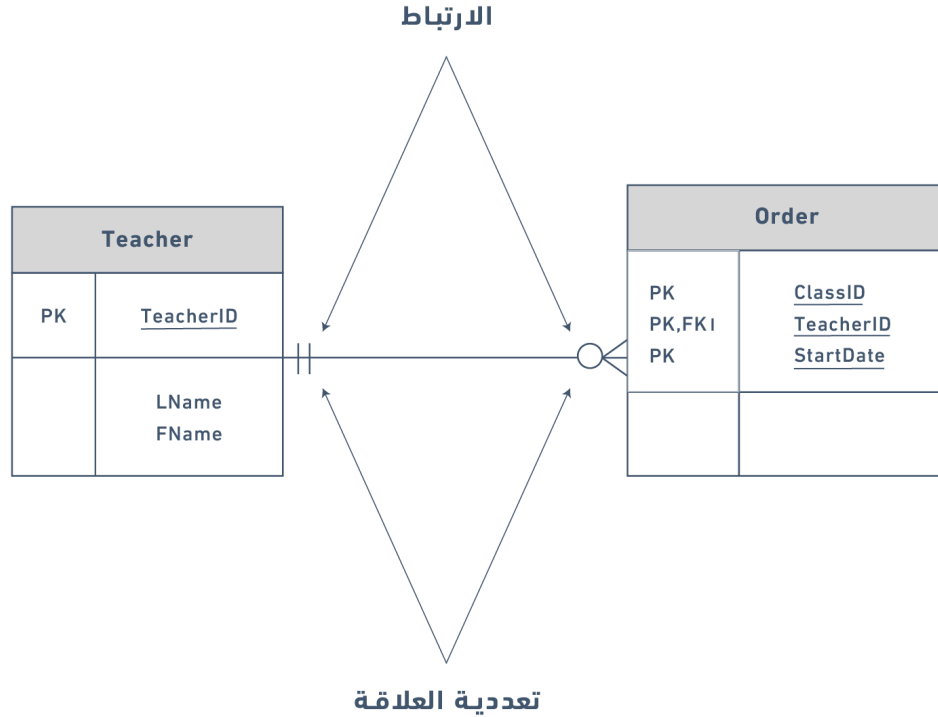 الارتباط
Teacher
PK TeacherID
LName
FName
Order
PK ClassID
PK,FK1 TeacherID
PK StartDate
تعددية العلاقة